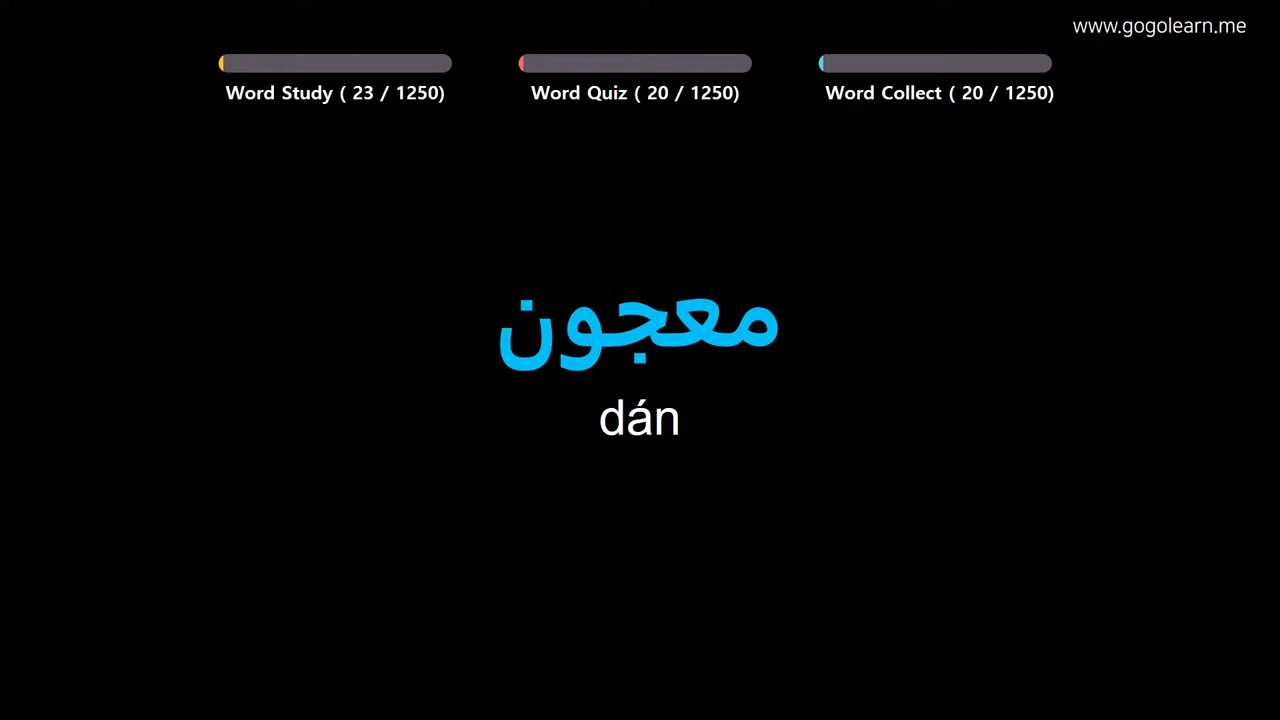 www.gogolearn.me
Word Study ( 23 / 1250)
Word Quiz ( 20 / 1250)
Word Collect ( 20 / 1250)
معجون
dán